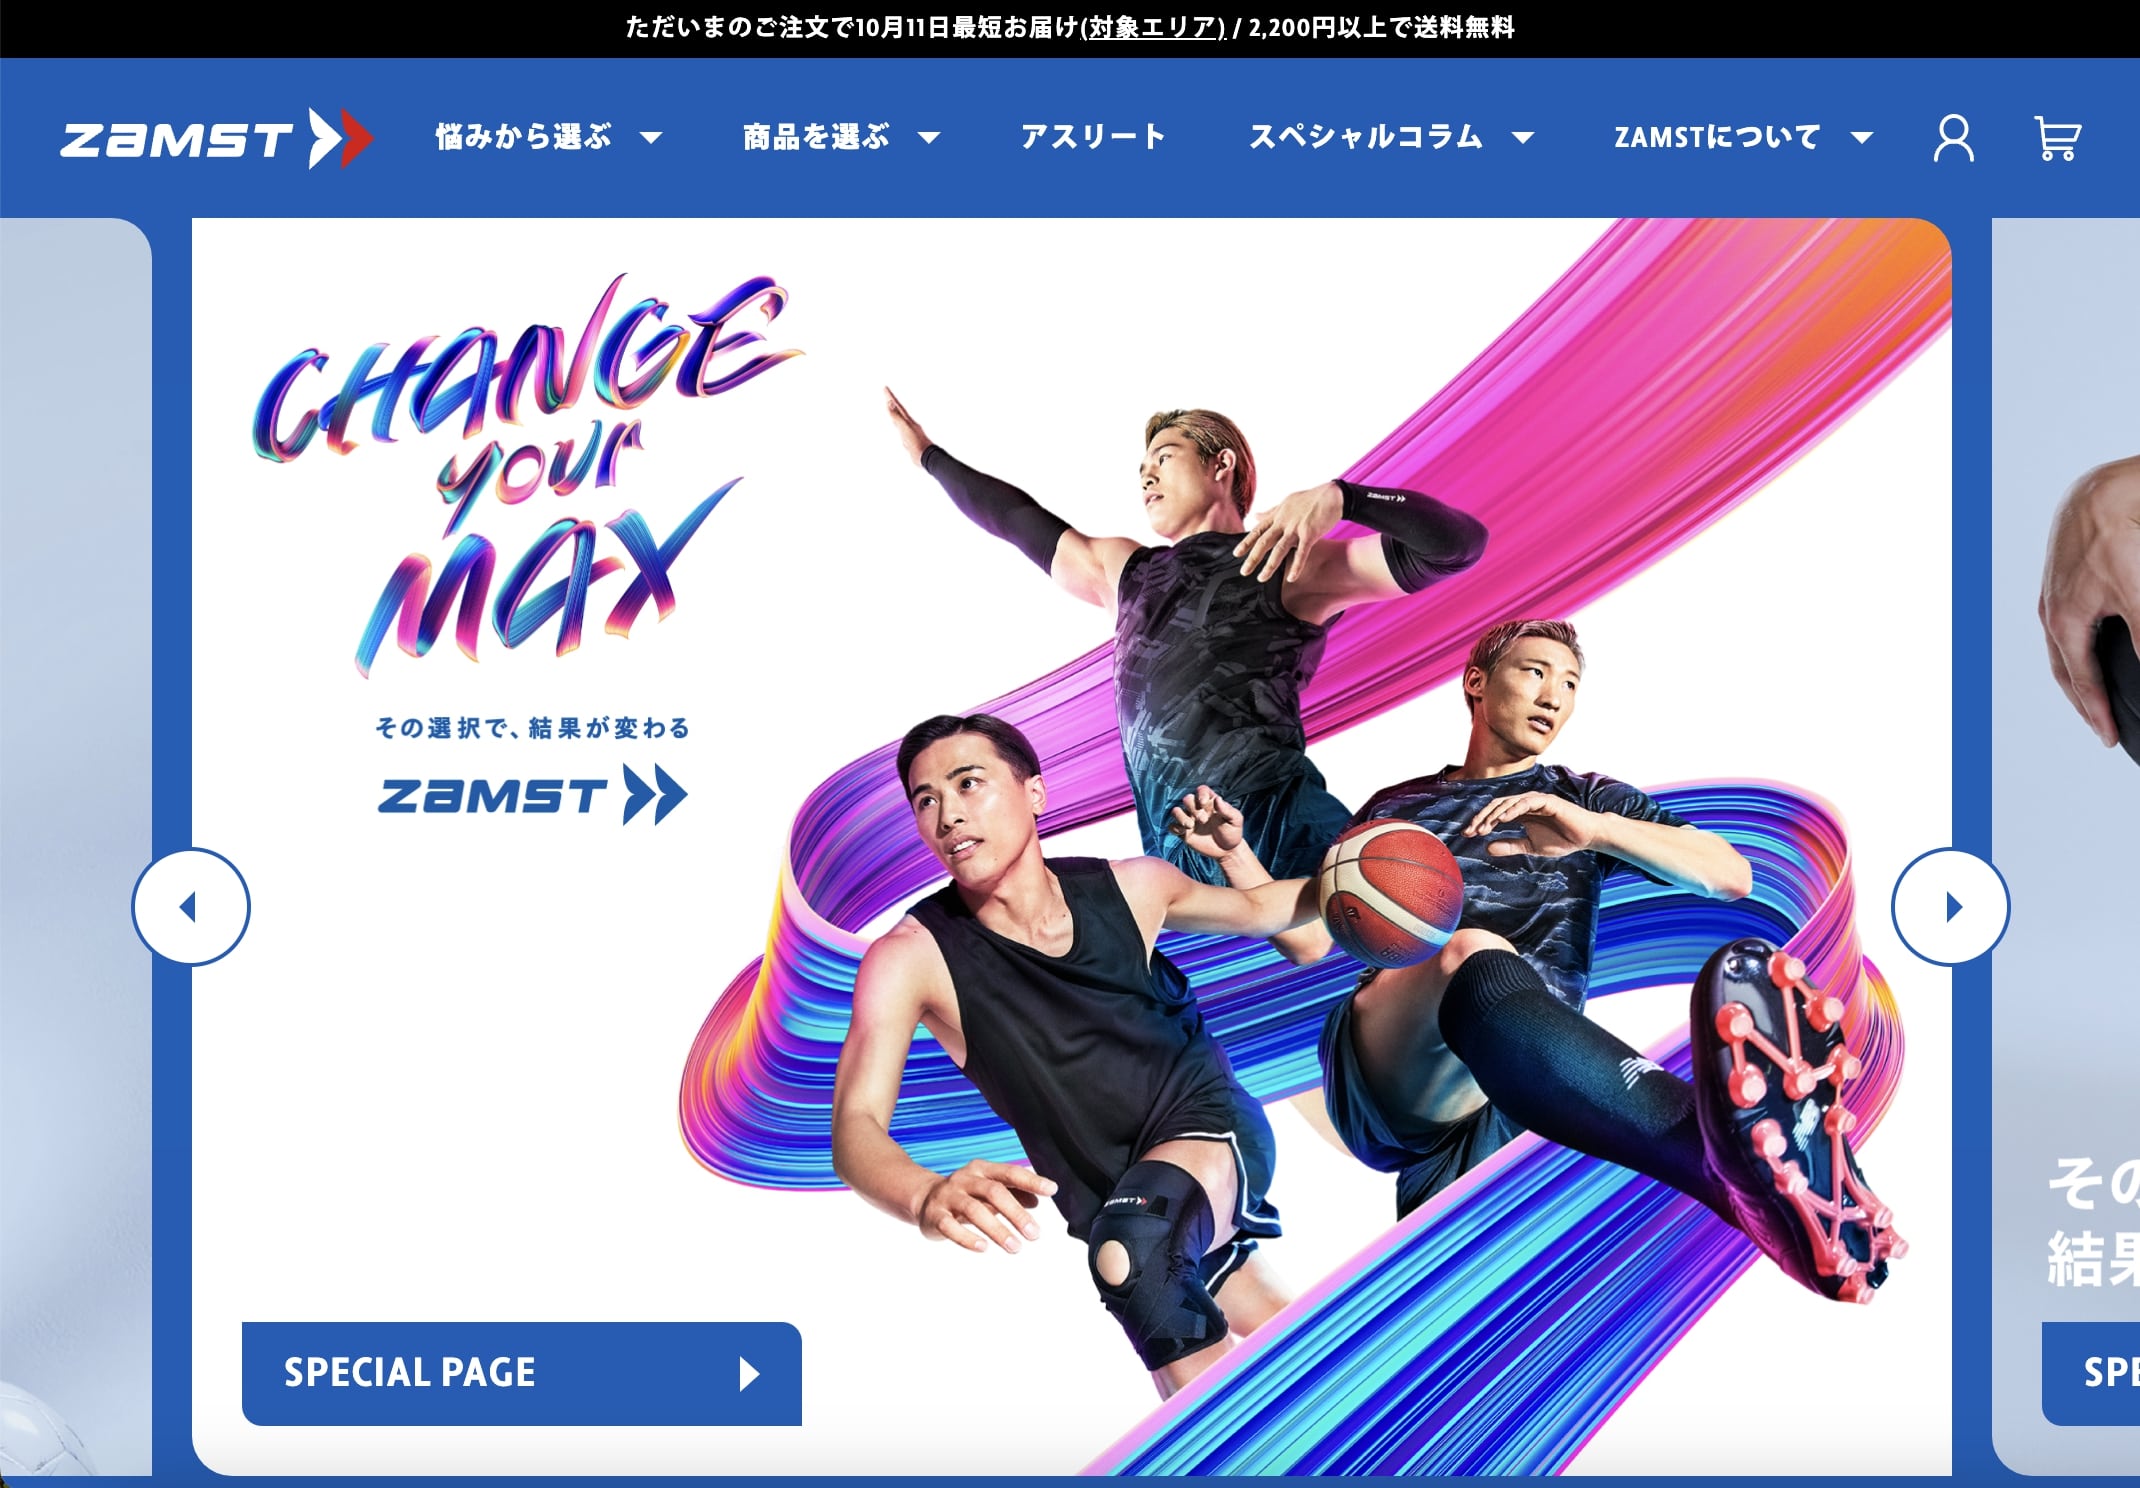 ただいまのご注文で10月11日最短お届け(対象エリア) / 2,200円以上で送料無料
ZAMST
悩みから選ぶ
商品を選ぶ
アスリート
スペシャルコラム
ZAMSTについて
CHANGE
your
MAX
その選択で、結果が変わる
ZAMST
ZAMST
ZAMST
SPECIAL PAGE
その
結果
SPE